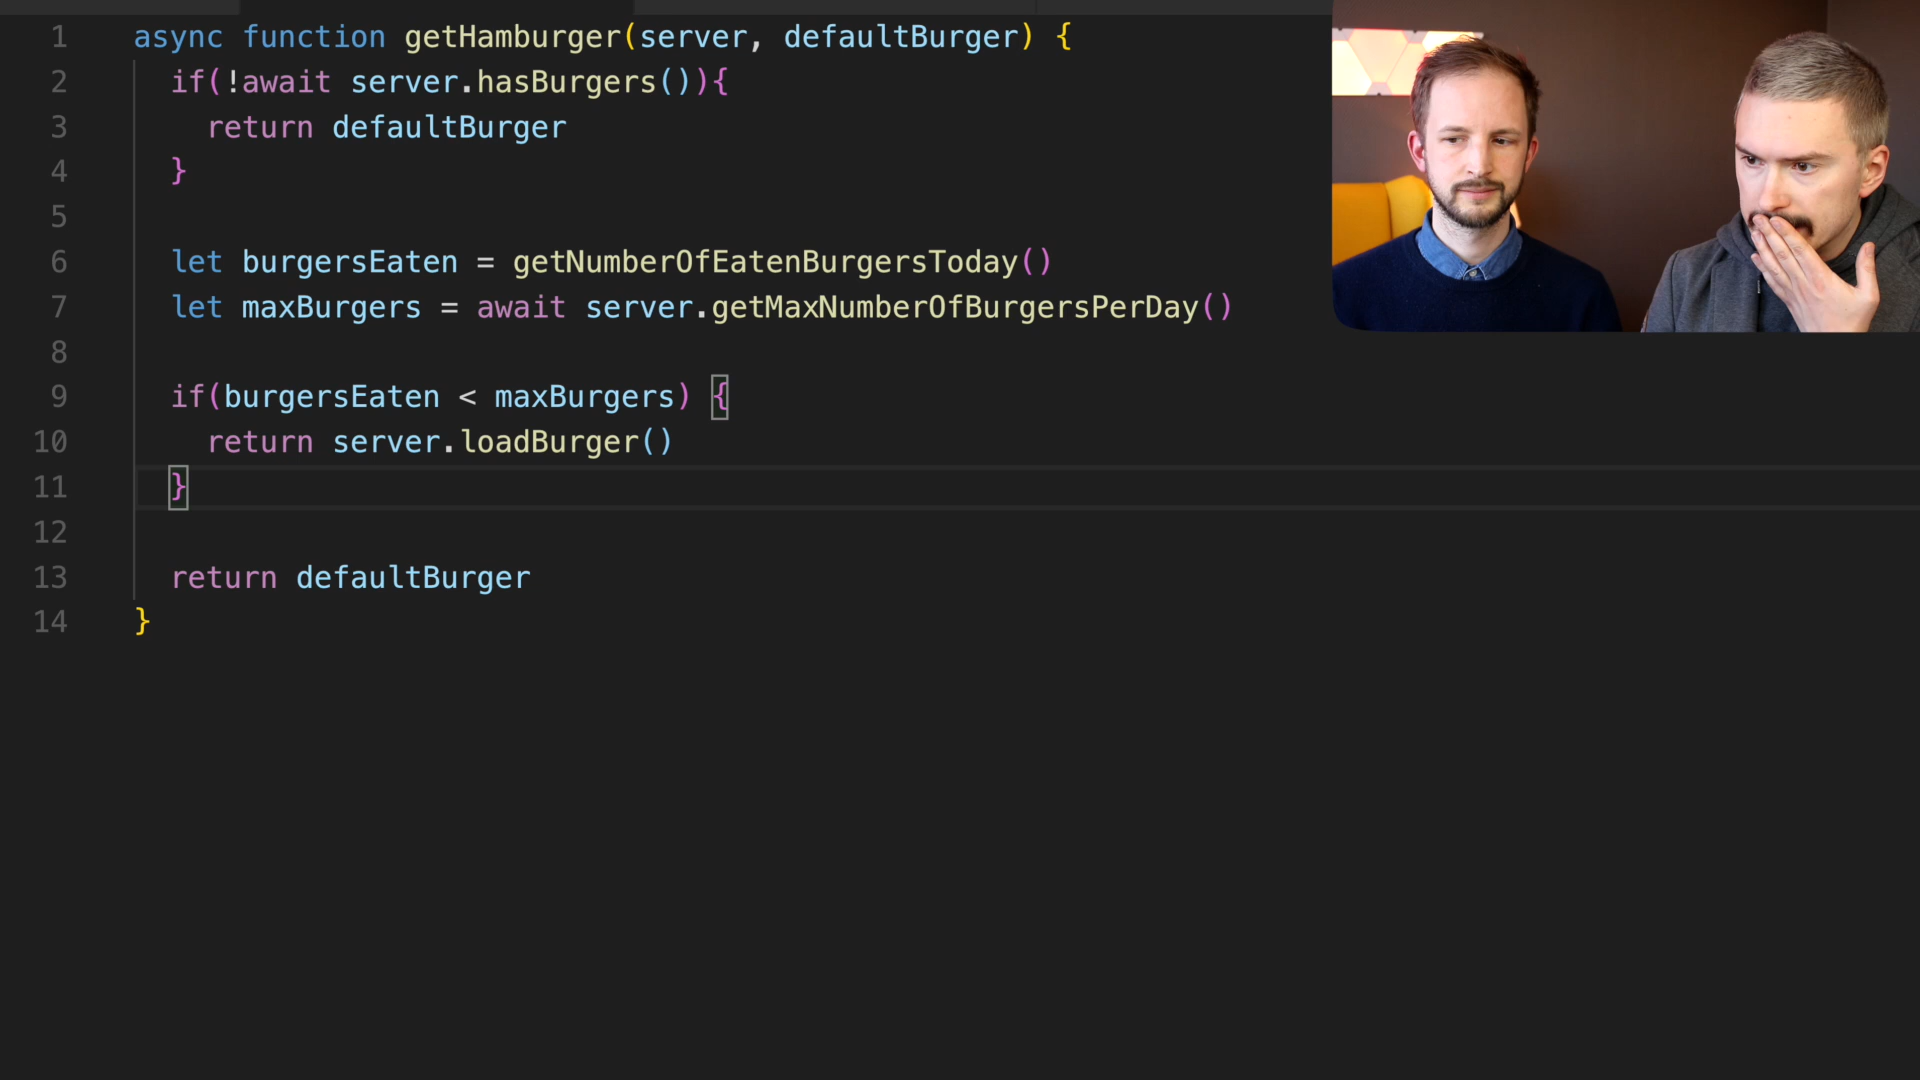 1 async function getHamburger(server, defaultBurger) {
2 if(!await server.hasBurgers()){
3 return defaultBurger
4 }
5
6 let burgersEaten = getNumberOfEatenBurgersToday()
7 let maxBurgers = await server.getMaxNumberOfBurgersPerDay()
8
9 if(burgersEaten < maxBurgers) {
10 return server.loadBurger()
11 }
12
13 return defaultBurger
14 }